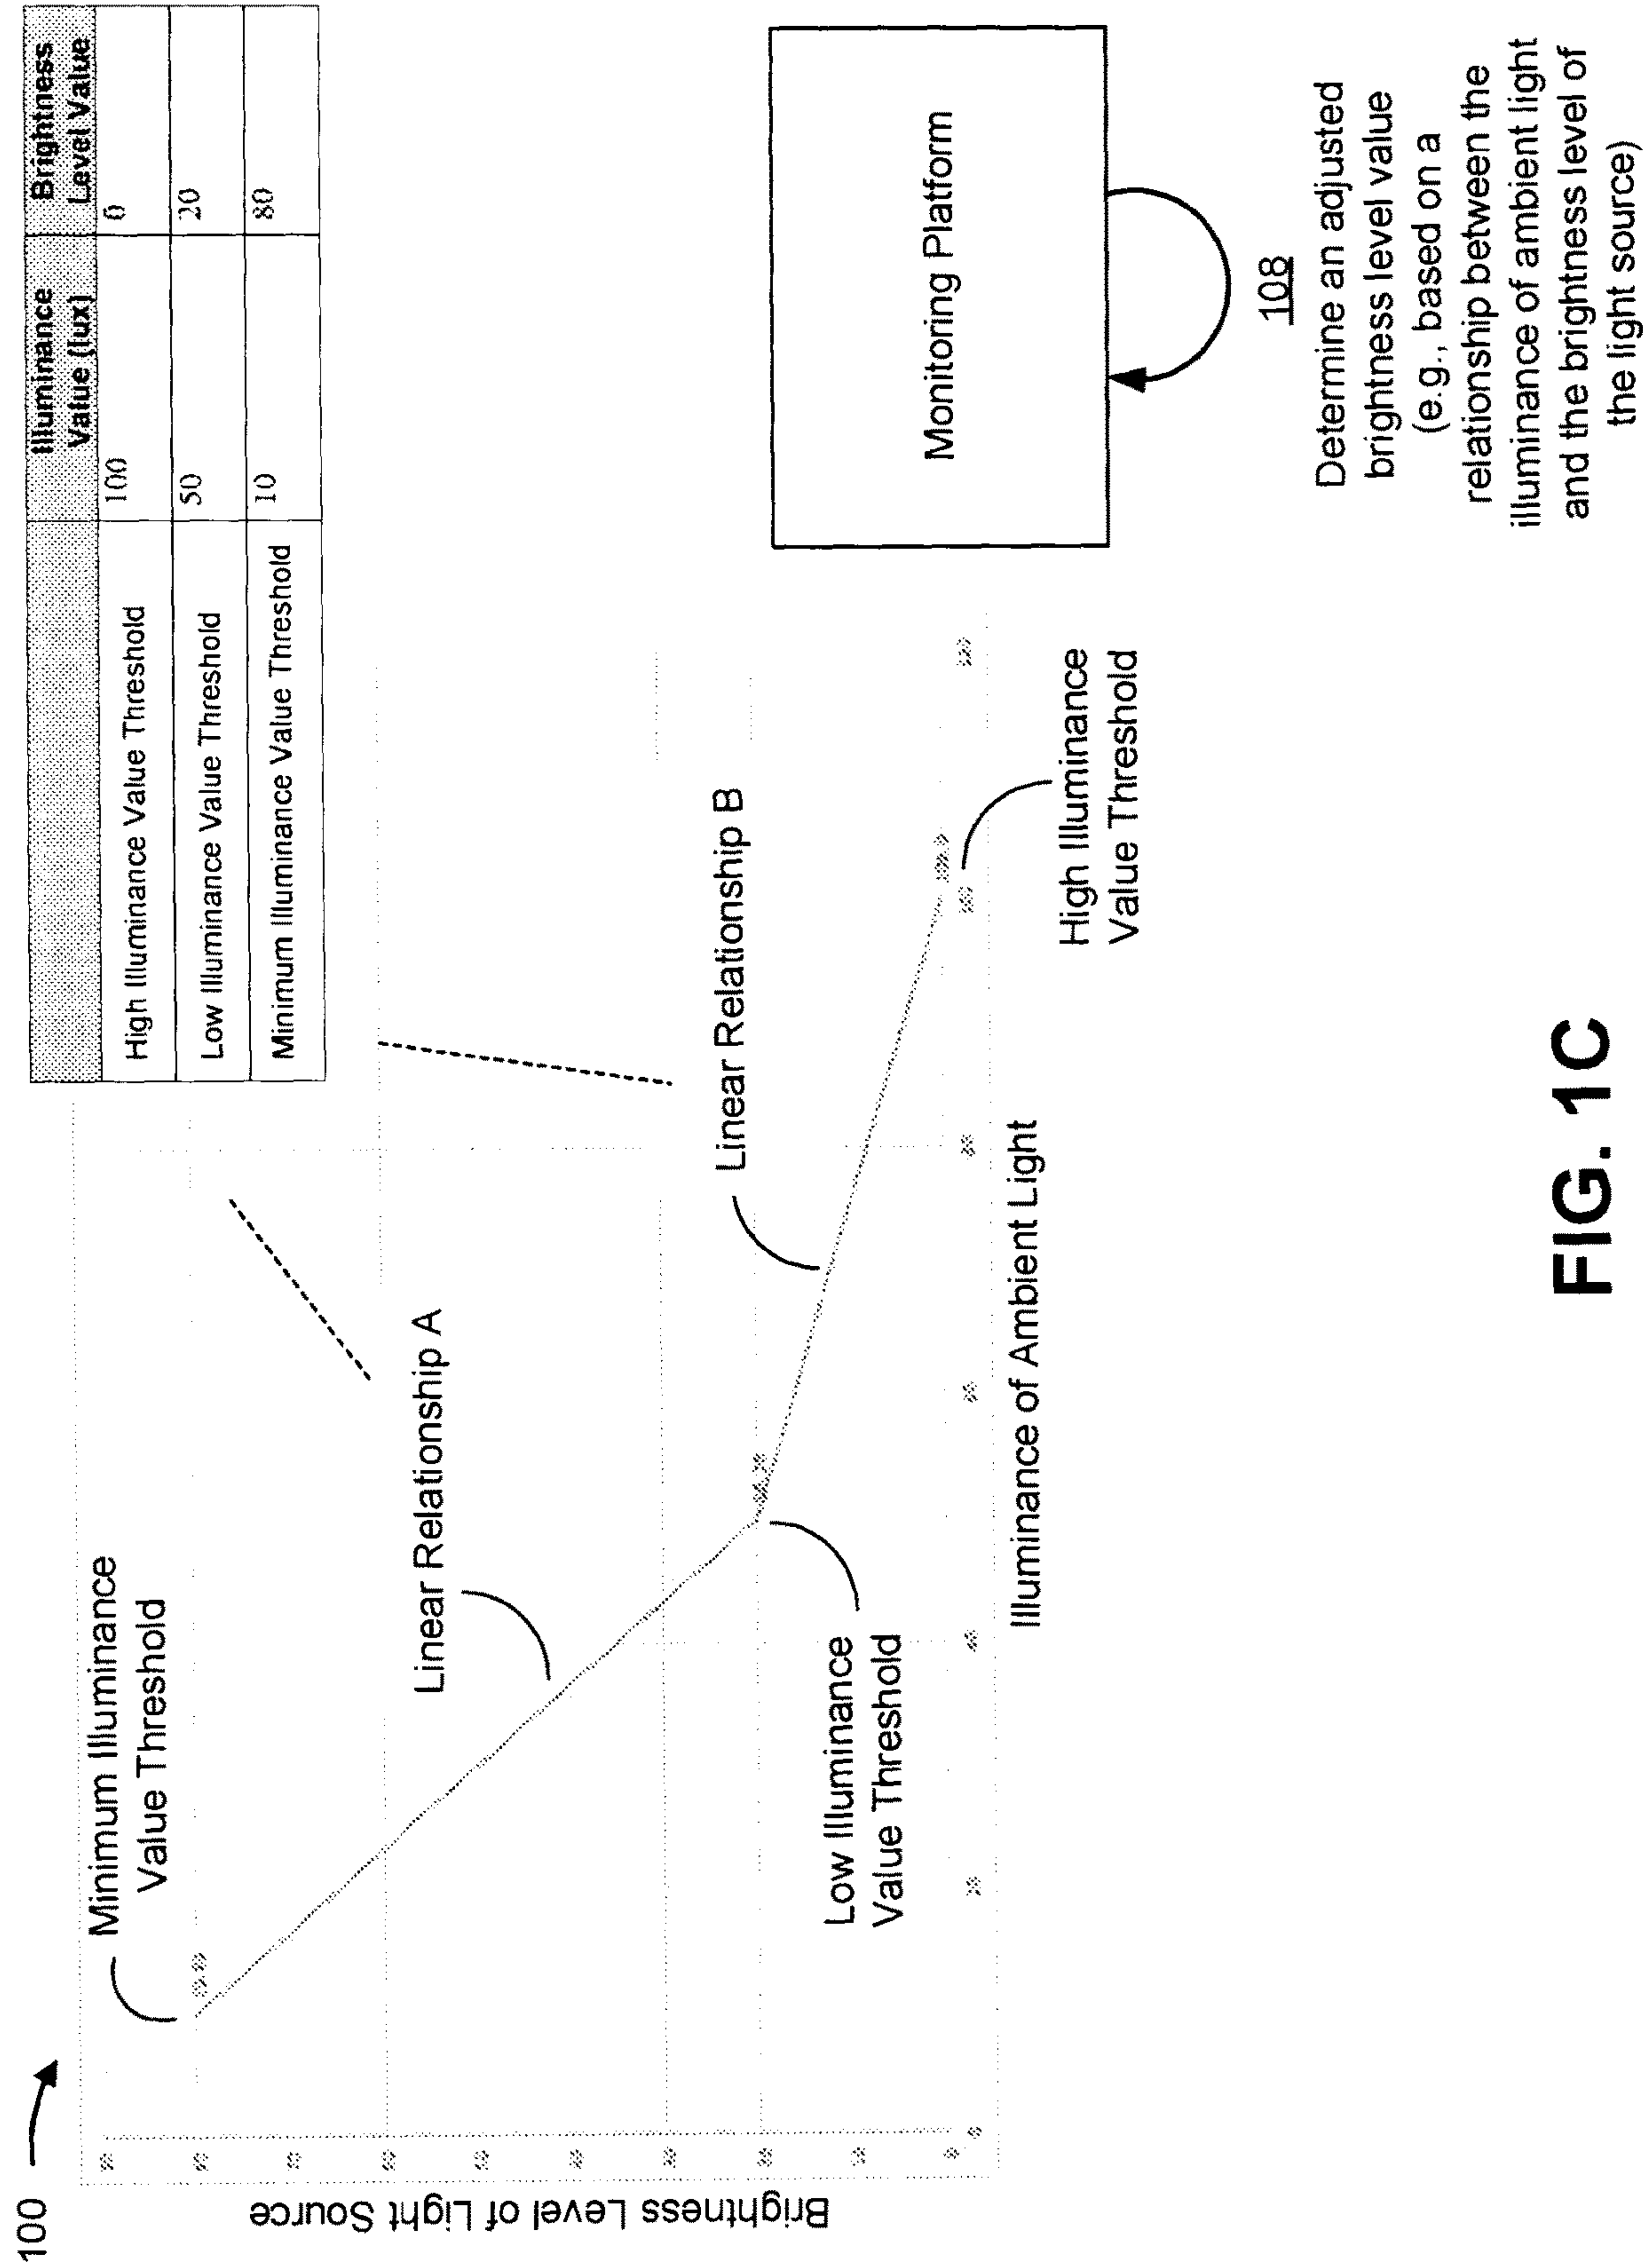 100
Illuminance
Value (lux)
Brightness
Level Value
High Illuminance Value Threshold
100
0
Low Illuminance Value Threshold
50
20
Minimum Illuminance Value Threshold
10
80
Minimum Illuminance
Value Threshold
Linear Relationship A
Linear Relationship B
Low Illuminance
Value Threshold
High Illuminance
Value Threshold
Brightness Level of Light Source
Illuminance of Ambient Light
Monitoring Platform
108
Determine an adjusted
brightness level value
(e.g., based on a
relationship between the
illuminance of ambient light
and the brightness level of
the light source)
FIG. 1C